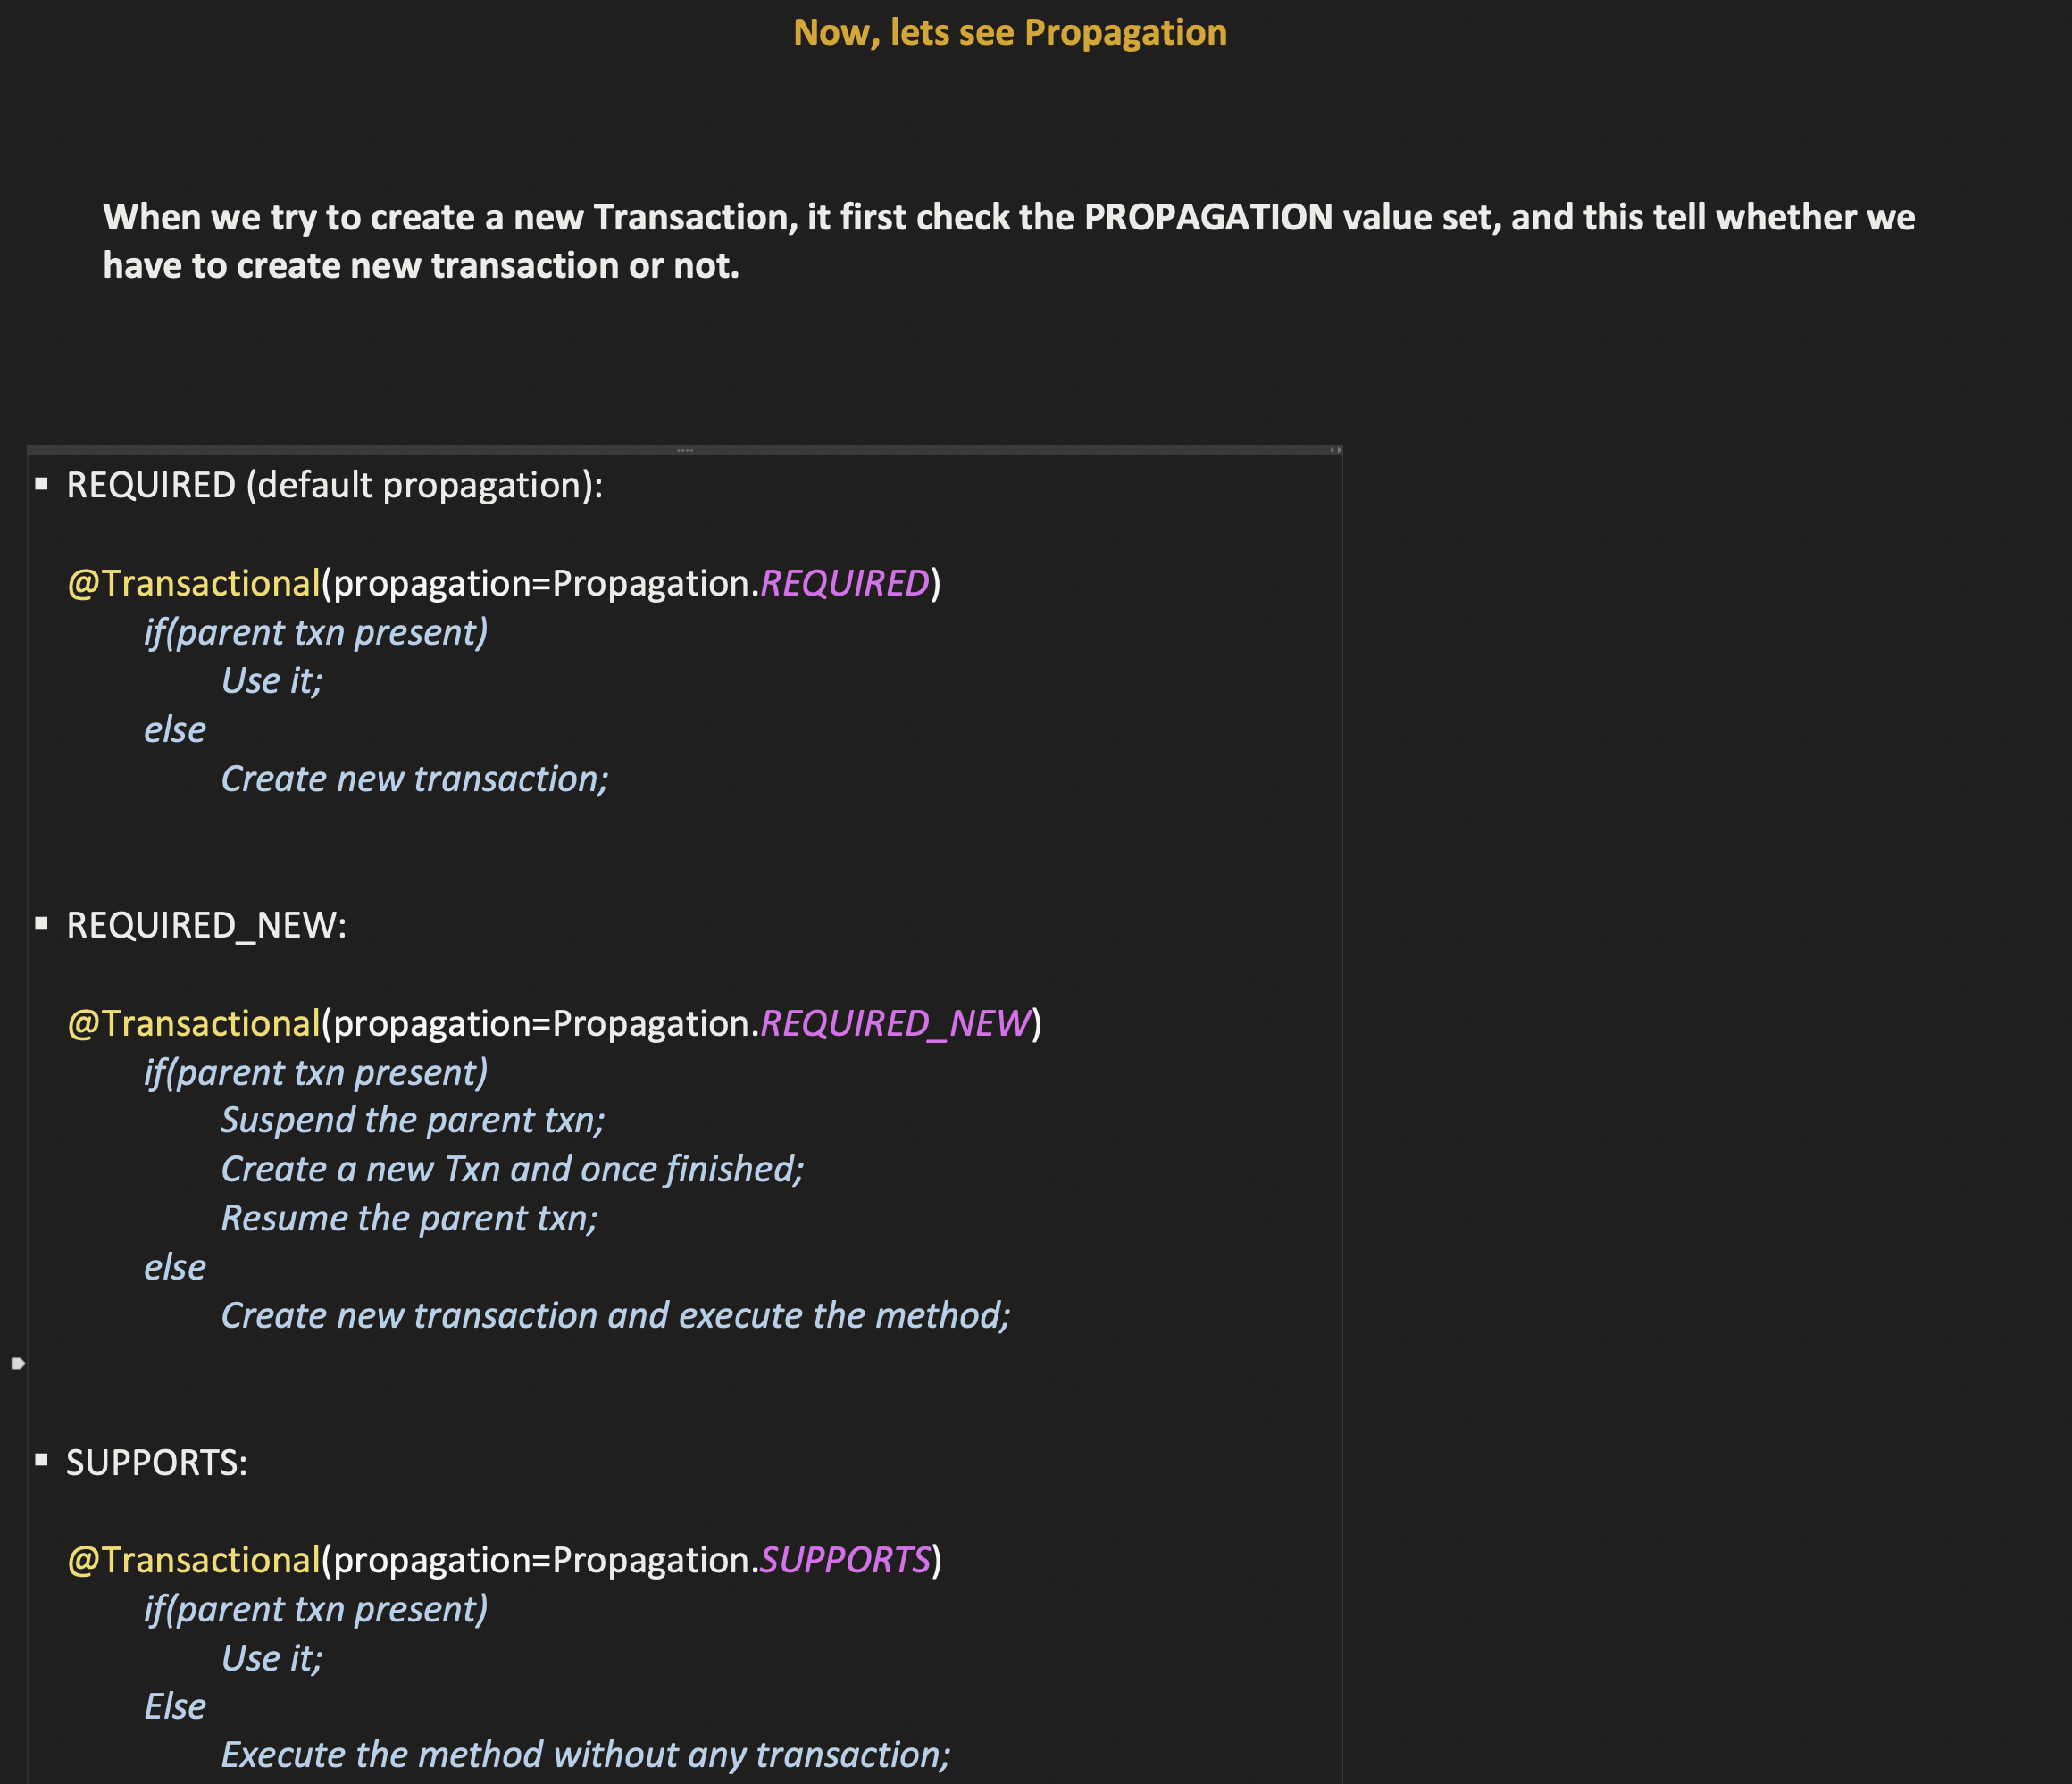 Now, lets see Propagation
When we try to create a new Transaction, it first check the PROPAGATION value set, and this tell whether we
have to create new transaction or not.
REQUIRED (default propagation):
@Transactional(propagation=Propagation.REQUIRED)
if(parent txn present)
Use it;
else
Create new transaction;
REQUIRED_NEW:
@Transactional(propagation=Propagation.REQUIRED_NEW)
if(parent txn present)
Suspend the parent txn;
Create a new Txn and once finished;
Resume the parent txn;
else
Create new transaction and execute the method;
SUPPORTS:
@Transactional(propagation=Propagation.SUPPORTS)
if(parent txn present)
Use it;
Else
Execute the method without any transaction;